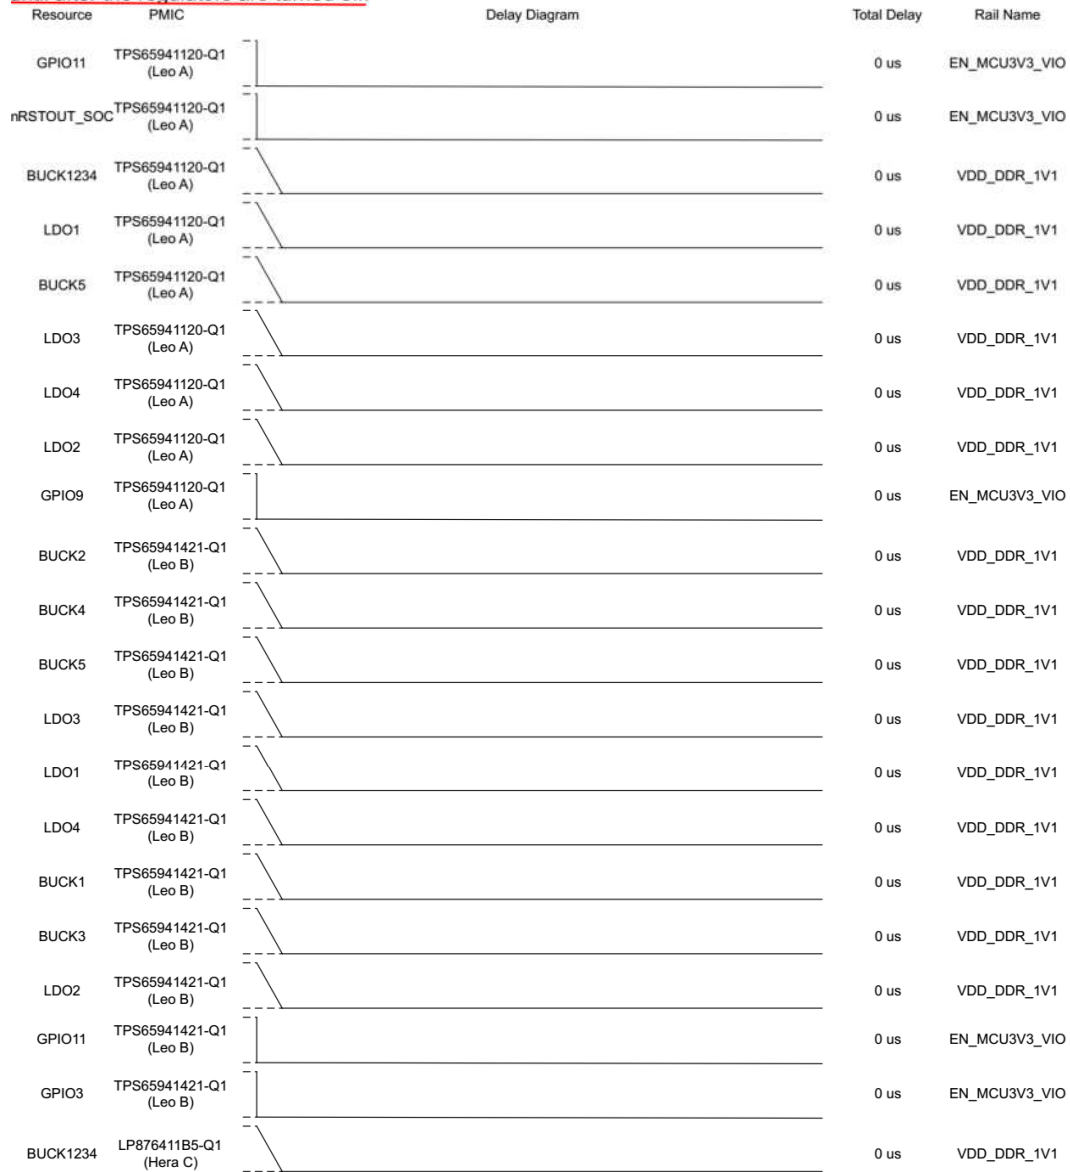 Resource PMIC Delay Diagram Total Delay Rail Name
GPIO11 TPS65941120-Q1 (Leo A) 0 us EN_MCU3V3_VIO
nRSTOUT_SOC TPS65941120-Q1 (Leo A) 0 us EN_MCU3V3_VIO
BUCK1234 TPS65941120-Q1 (Leo A) 0 us VDD_DDR_1V1
LDO1 TPS65941120-Q1 (Leo A) 0 us VDD_DDR_1V1
BUCK5 TPS65941120-Q1 (Leo A) 0 us VDD_DDR_1V1
LDO3 TPS65941120-Q1 (Leo A) 0 us VDD_DDR_1V1
LDO4 TPS65941120-Q1 (Leo A) 0 us VDD_DDR_1V1
LDO2 TPS65941120-Q1 (Leo A) 0 us VDD_DDR_1V1
GPIO9 TPS65941120-Q1 (Leo A) 0 us EN_MCU3V3_VIO
BUCK2 TPS65941421-Q1 (Leo B) 0 us VDD_DDR_1V1
BUCK4 TPS65941421-Q1 (Leo B) 0 us VDD_DDR_1V1
BUCK5 TPS65941421-Q1 (Leo B) 0 us VDD_DDR_1V1
LDO3 TPS65941421-Q1 (Leo B) 0 us VDD_DDR_1V1
LDO1 TPS65941421-Q1 (Leo B) 0 us VDD_DDR_1V1
LDO4 TPS65941421-Q1 (Leo B) 0 us VDD_DDR_1V1
BUCK1 TPS65941421-Q1 (Leo B) 0 us VDD_DDR_1V1
BUCK3 TPS65941421-Q1 (Leo B) 0 us VDD_DDR_1V1
LDO2 TPS65941421-Q1 (Leo B) 0 us VDD_DDR_1V1
GPIO11 TPS65941421-Q1 (Leo B) 0 us EN_MCU3V3_VIO
GPIO3 TPS65941421-Q1 (Leo B) 0 us EN_MCU3V3_VIO
BUCK1234 LP876411B5-Q1 (Hera C) 0 us VDD_DDR_1V1